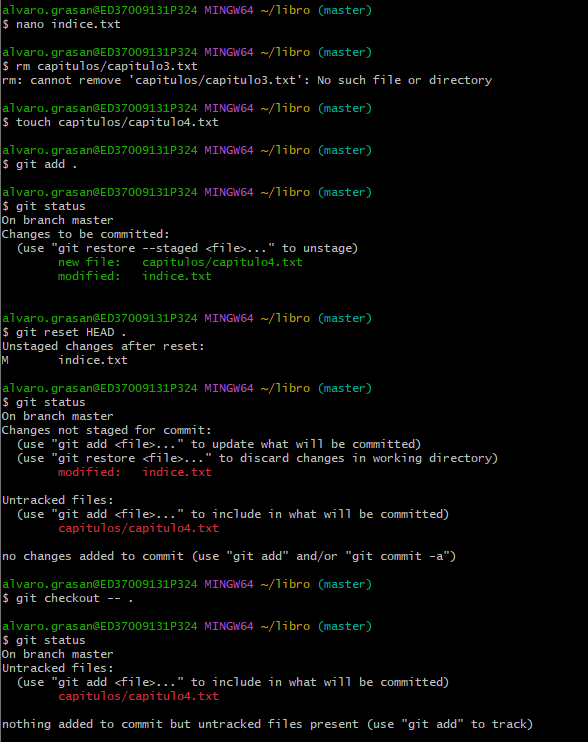 alvaro.grasan@ED37009131P324 MINGW64 ~/libro (master)
$ nano indice.txt

alvaro.grasan@ED37009131P324 MINGW64 ~/libro (master)
$ rm capitulos/capitulo3.txt
rm: cannot remove 'capitulos/capitulo3.txt': No such file or directory

alvaro.grasan@ED37009131P324 MINGW64 ~/libro (master)
$ touch capitulos/capitulo4.txt

alvaro.grasan@ED37009131P324 MINGW64 ~/libro (master)
$ git add .

alvaro.grasan@ED37009131P324 MINGW64 ~/libro (master)
$ git status
On branch master
Changes to be committed:
  (use "git restore --staged <file>..." to unstage)
        new file:   capitulos/capitulo4.txt
        modified:   indice.txt


alvaro.grasan@ED37009131P324 MINGW64 ~/libro (master)
$ git reset HEAD .
Unstaged changes after reset:
M       indice.txt

alvaro.grasan@ED37009131P324 MINGW64 ~/libro (master)
$ git status
On branch master
Changes not staged for commit:
  (use "git add <file>..." to update what will be committed)
  (use "git restore <file>..." to discard changes in working directory)
        modified:   indice.txt

Untracked files:
  (use "git add <file>..." to include in what will be committed)
        capitulos/capitulo4.txt

no changes added to commit (use "git add" and/or "git commit -a")

alvaro.grasan@ED37009131P324 MINGW64 ~/libro (master)
$ git checkout -- .

alvaro.grasan@ED37009131P324 MINGW64 ~/libro (master)
$ git status
On branch master
Untracked files:
  (use "git add <file>..." to include in what will be committed)
        capitulos/capitulo4.txt

nothing added to commit but untracked files present (use "git add" to track)